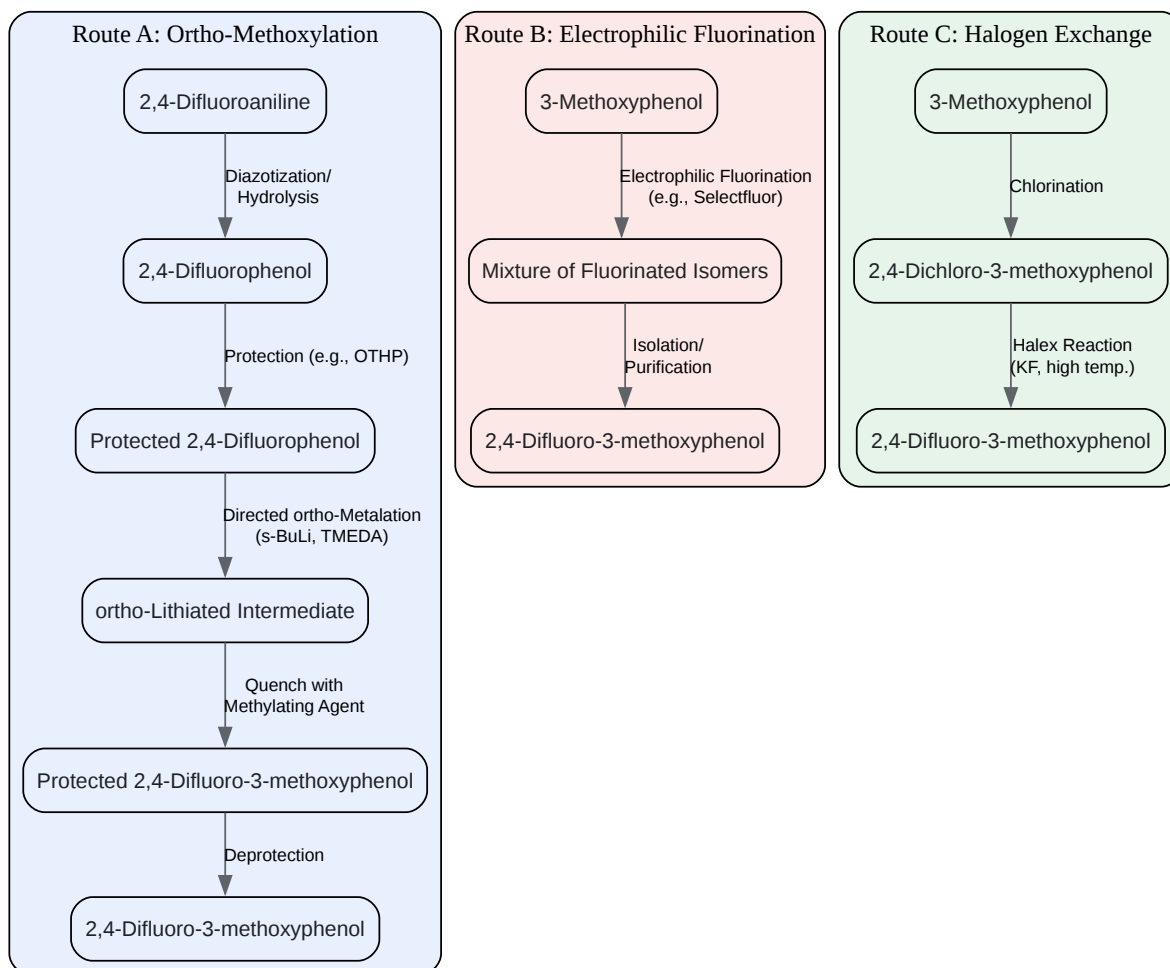 Route A: Ortho-Methoxylation
2,4-Difluoroaniline
Diazotization/
Hydrolysis
2,4-Difluorophenol
Protection (e.g., OTHP)
Protected 2,4-Difluorophenol
Directed ortho-Metalation
(s-BuLi, TMEDA)
ortho-Lithiated Intermediate
Quench with
Methylating Agent
Protected 2,4-Difluoro-3-methoxyphenol
Deprotection
2,4-Difluoro-3-methoxyphenol
Route B: Electrophilic Fluorination
3-Methoxyphenol
Electrophilic Fluorination
(e.g., Selectfluor)
Mixture of Fluorinated Isomers
Isolation/
Purification
2,4-Difluoro-3-methoxyphenol
Route C: Halogen Exchange
3-Methoxyphenol
Chlorination
2,4-Dichloro-3-methoxyphenol
Halex Reaction
(KF, high temp.)
2,4-Difluoro-3-methoxyphenol